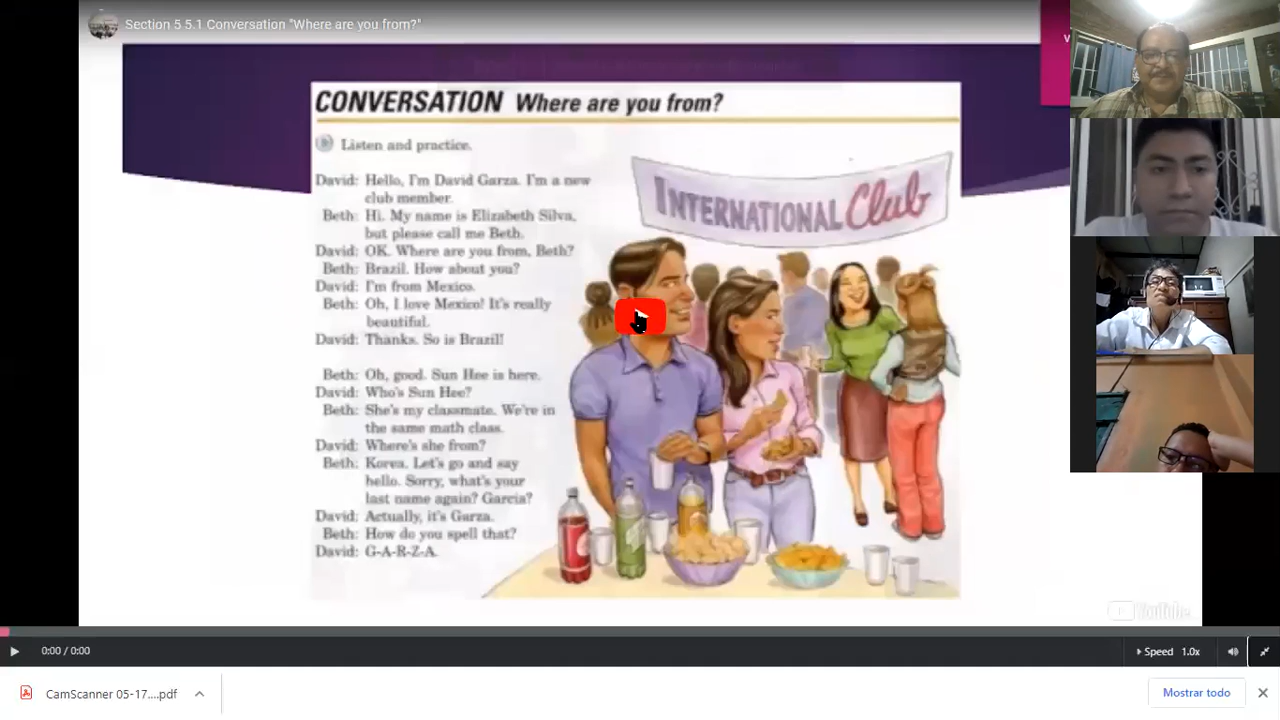 Section 5 5.1 Conversation "Where are you from?"
CONVERSATION Where are you from?
Listen and practice.
David: Hello, I'm David Garza. I'm a new
club member.
Beth: Hi. My name is Elizabeth Silva,
but please call me Beth.
David: OK. Where are you from, Beth?
Beth: Brazil. How about you?
David: I'm from Mexico.
Beth: Oh, I love Mexico! It's really
beautiful.
David: Thanks. So is Brazil!
Beth: Oh, good. Sun Hee is here.
David: Who's Sun Hee?
Beth: She's my classmate. We're in
the same math class.
David: Where's she from?
Beth: Korea. Let's go and say
hello. Sorry, what's your
last name again? Garcia?
David: Actually, it's Garza.
Beth: How do you spell that?
David: G-A-R-Z-A.
INTERNATIONAL Club
YouTube
0:00 / 0:00
Speed 1.0x
CamScanner 05-17....pdf
Mostrar todo